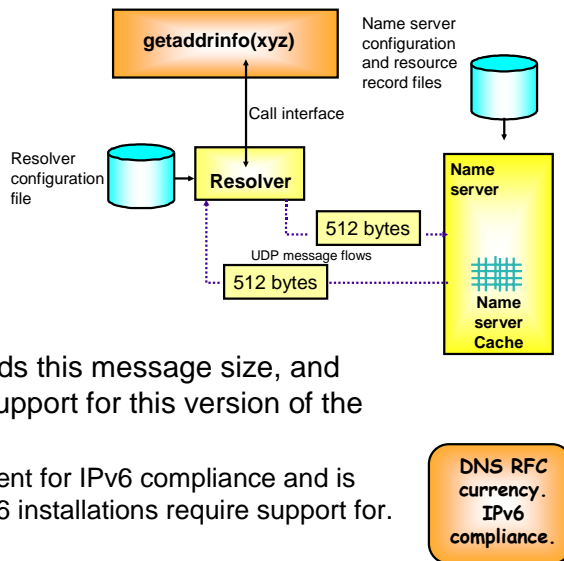 getaddrinfo(xyz)
Name server
configuration
and resource
record files
Call interface
Resolver
configuration
file
Resolver
Name
server
512 bytes
UDP message flows
512 bytes
Name
server
Cache
ds this message size, and
upport for this version of the
ent for IPv6 compliance and is
6 installations require support for.
DNS RFC
currency.
IPv6
compliance.